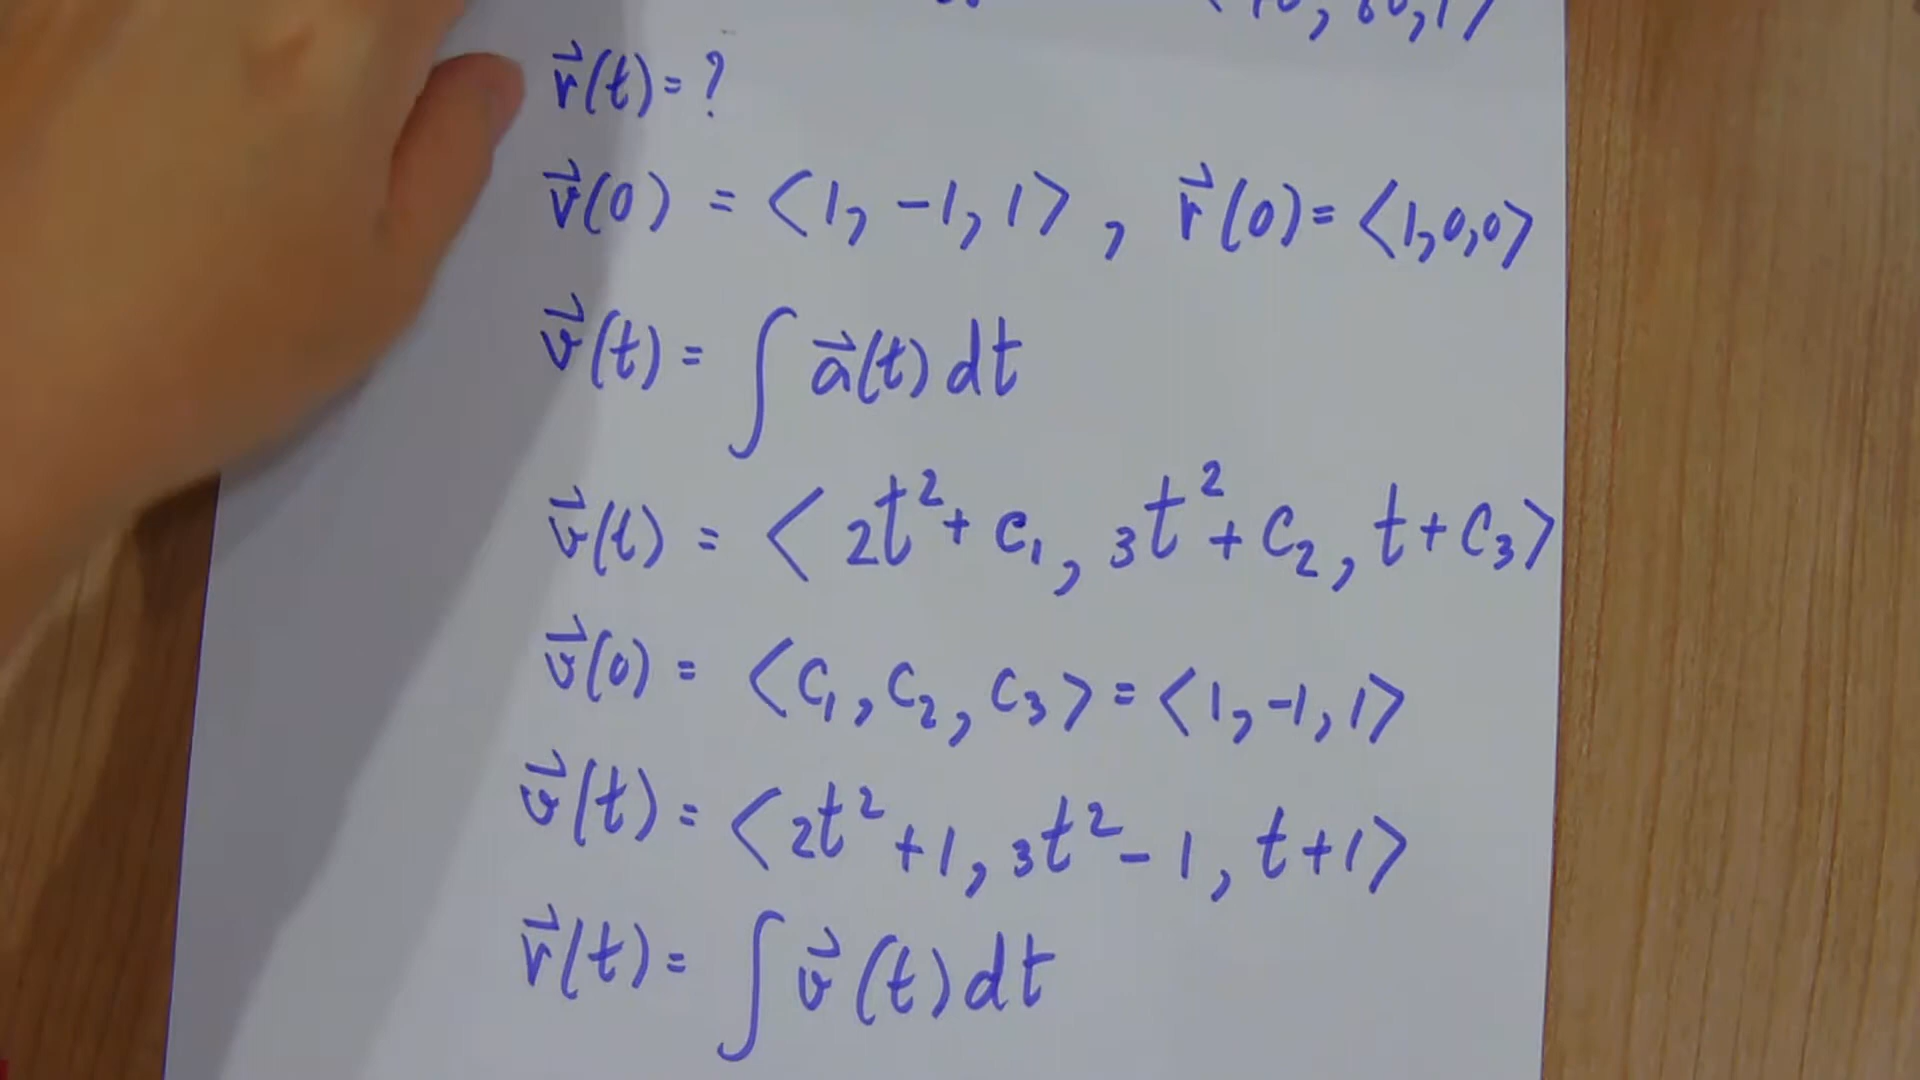 r⃗(t) = ?
v⃗(0) = ⟨1, -1, 1⟩, r⃗(0) = ⟨1,0,0⟩
v⃗(t) = ∫ a⃗(t) dt
v⃗(t) = ⟨2t² + c₁, 3t² + c₂, t + c₃⟩
v⃗(0) = ⟨c₁, c₂, c₃⟩ = ⟨1, -1, 1⟩
v⃗(t) = ⟨2t² + 1, 3t² - 1, t + 1⟩
r⃗(t) = ∫ v⃗(t) dt